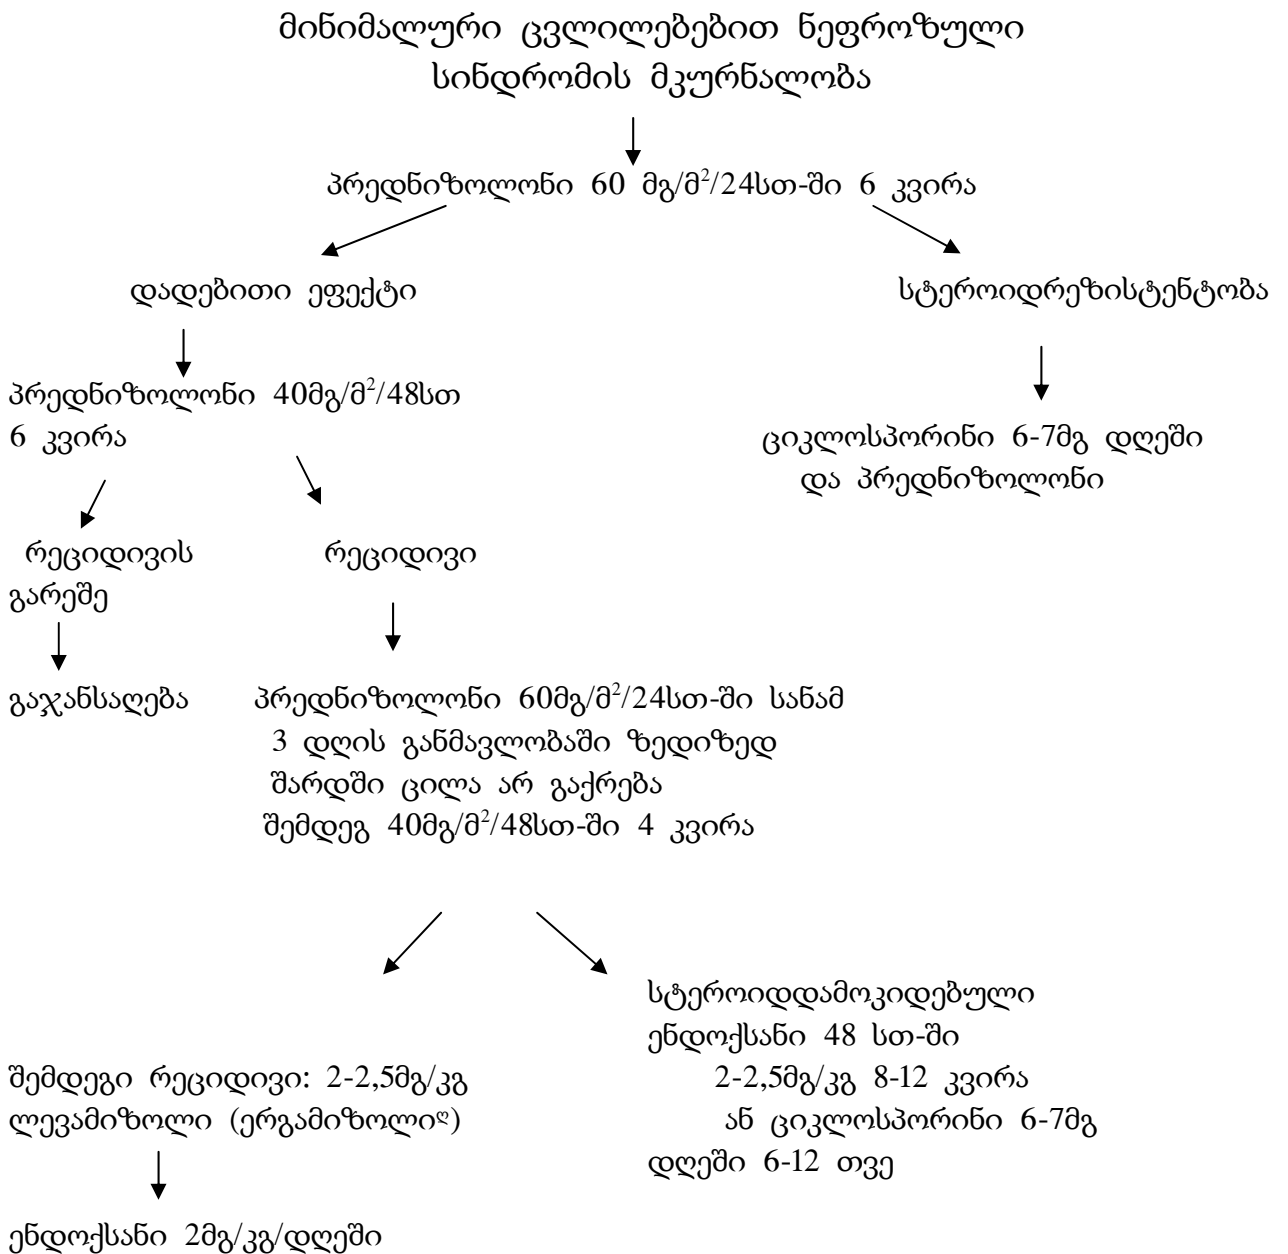 მინიმალური ცვლილებებით ნეფროზული
სინდრომის მკურნალობა
პრედნიზოლონი 60 მგ/მ²/24სთ-ში 6 კვირა
დადებითი ეფექტი
სტეროიდრეზისტენტობა
პრედნიზოლონი 40მგ/მ²/48სთ
6 კვირა
ციკლოსპორინი 6-7მგ დღეში
და პრედნიზოლონი
რეციდივის
გარეშე
რეციდივი
გაჯანსაღება
პრედნიზოლონი 60მგ/მ²/24სთ-ში სანამ
3 დღის განმავლობაში ზედიზედ
შარდში ცილა არ გაქრება
შემდეგ 40მგ/მ²/48სთ-ში 4 კვირა
შემდეგი რეციდივი: 2-2,5მგ/კგ
ლევამიზოლი (ერგამიზოლიᲦ)
ენდოქსანი 2მგ/კგ/დღეში
სტეროიდდამოკიდებული
ენდოქსანი 48 სთ-ში
2-2,5მგ/კგ 8-12 კვირა
ან ციკლოსპორინი 6-7მგ
დღეში 6-12 თვე